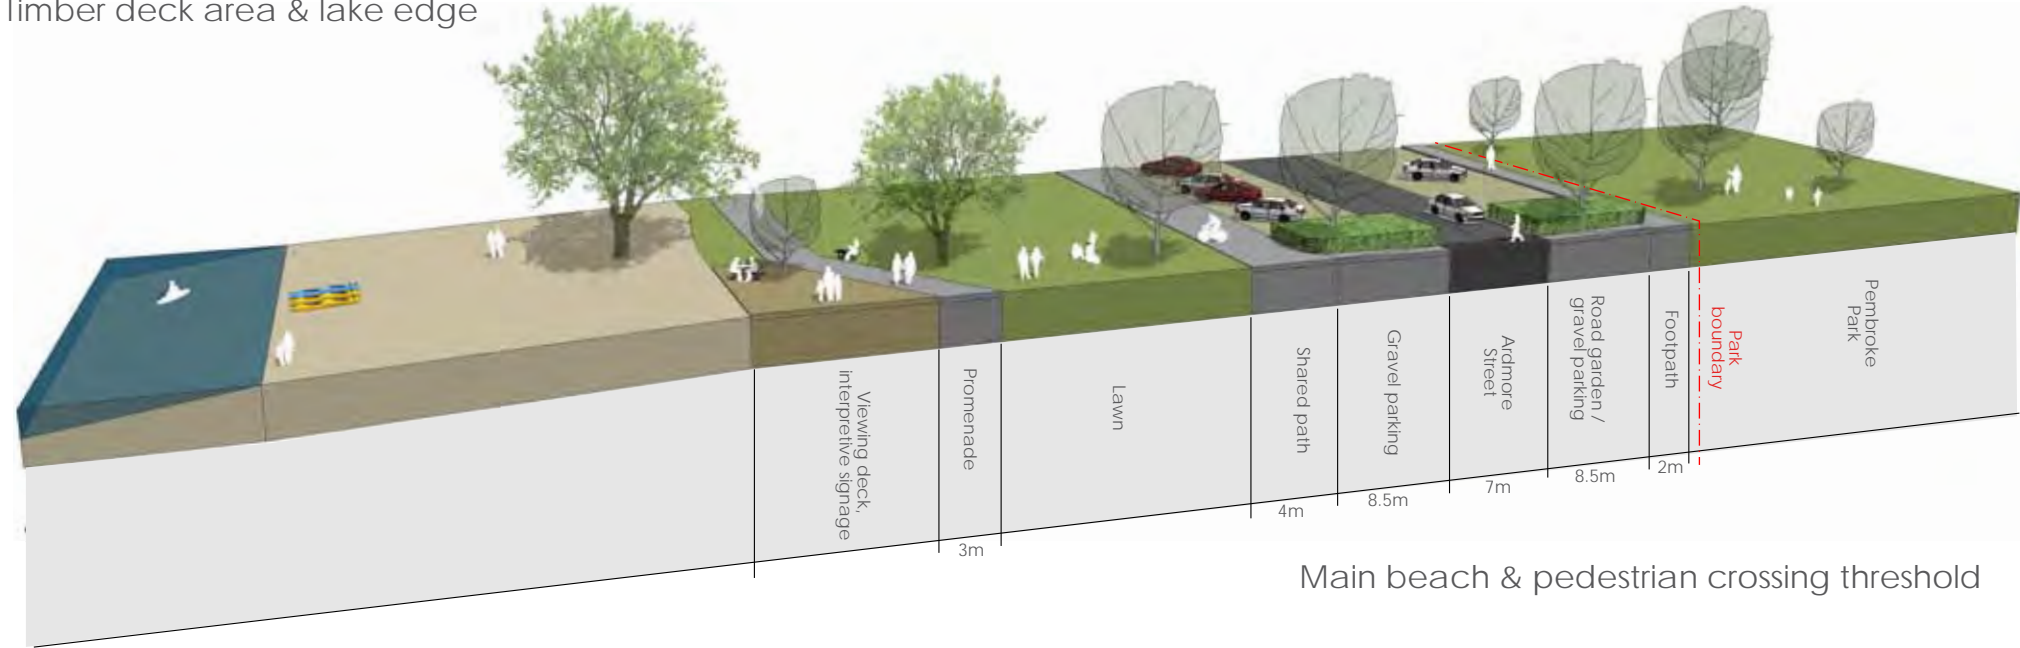 Timber deck area & lake edge
Viewing deck,
interpretive signage
Promenade
Lawn
Shared path
Gravel parking
Ardmore
Street
Road garden/
gravel parking
Footpath
Park
boundary
Pembroke
Park
3m
4m
8.5m
7m
8.5m
2m
Main beach & pedestrian crossing threshold